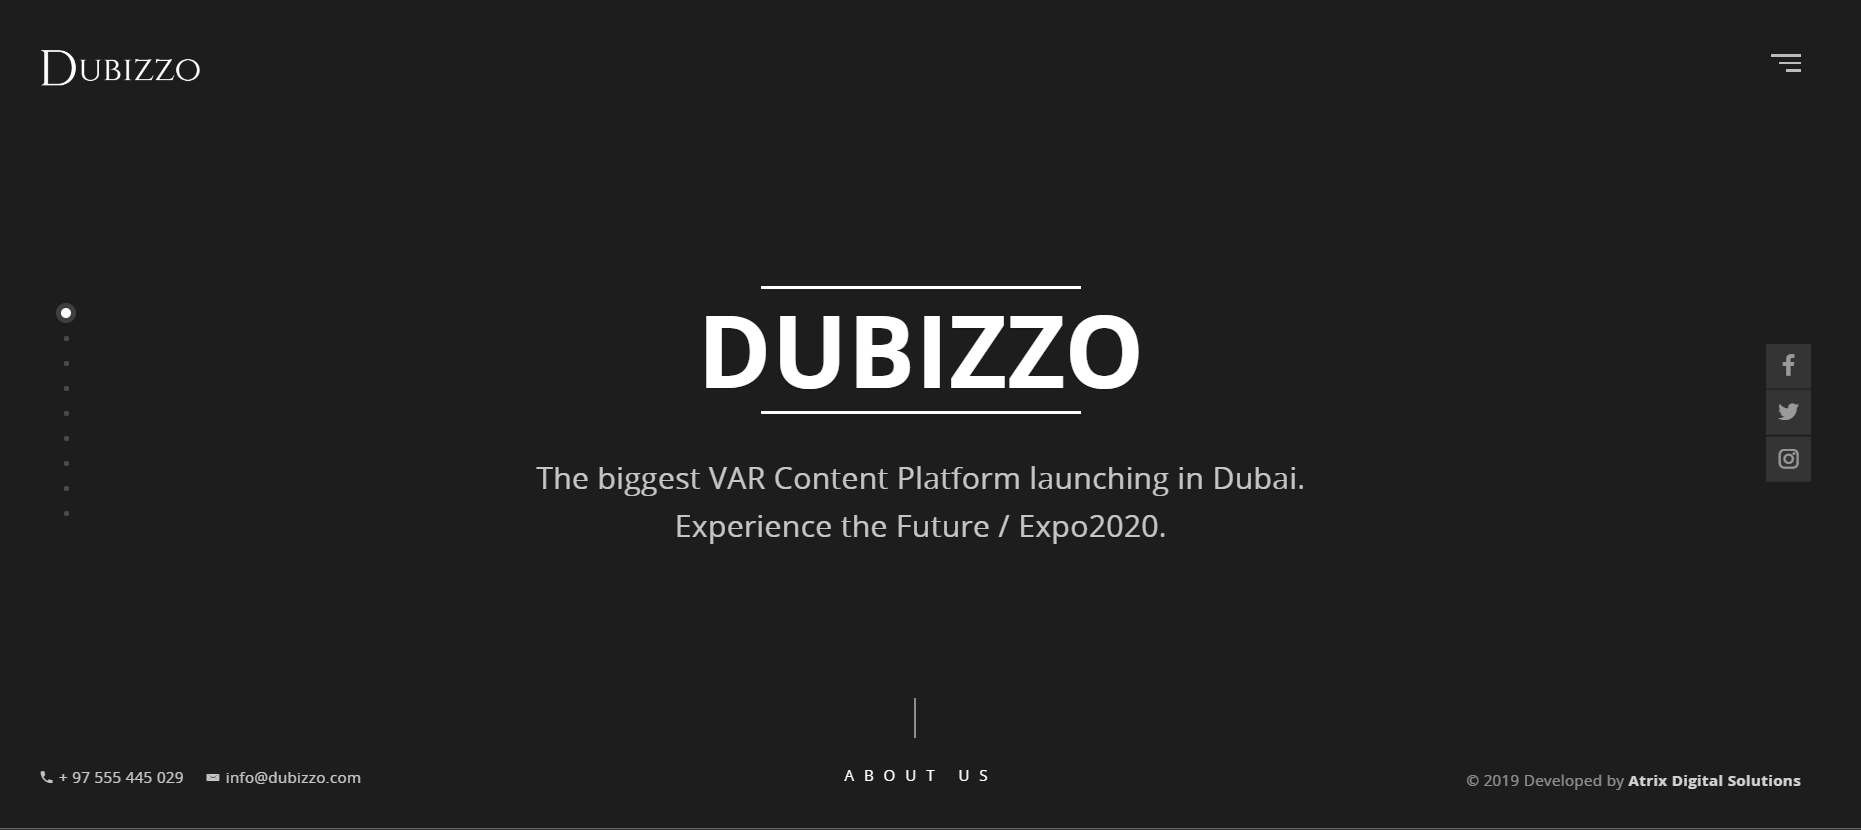 DUBIZZO
DUBIZZO
The biggest VAR Content Platform launching in Dubai.
Experience the Future / Expo2020.
ABOUT US
+ 97 555 445 029 info@dubizzo.com
© 2019 Developed by Atrix Digital Solutions